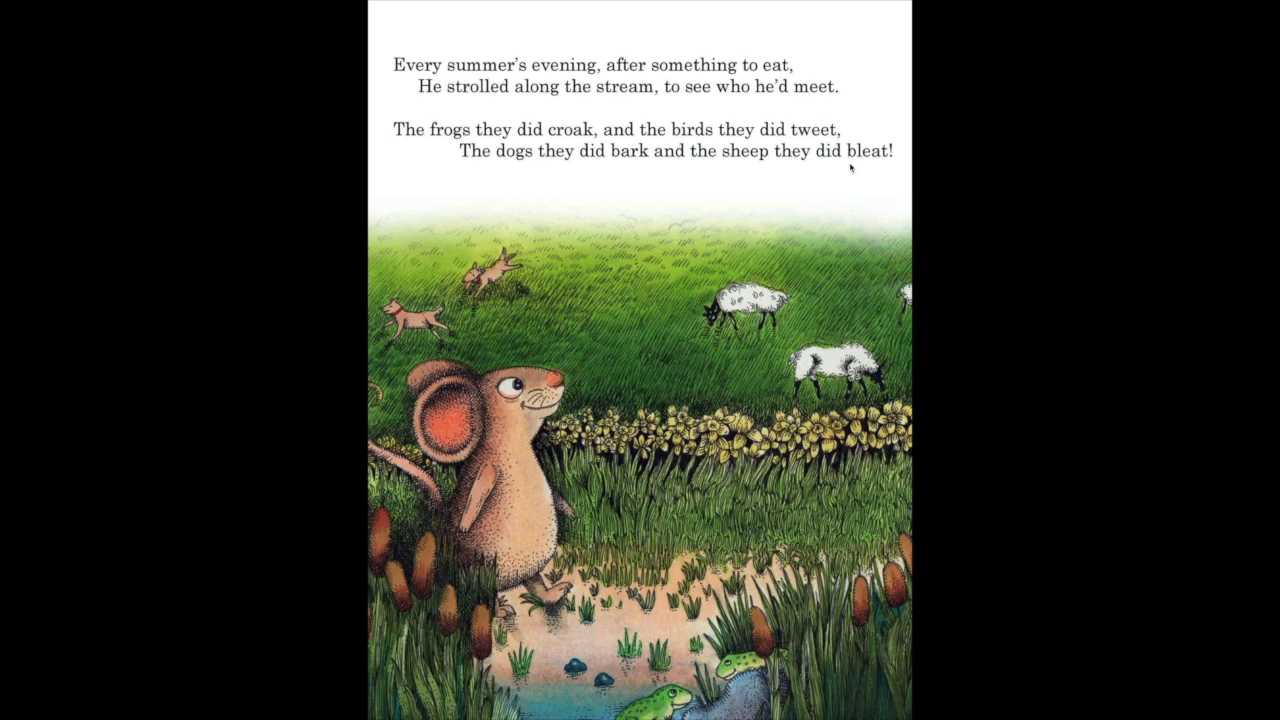 Every summer's evening, after something to eat,
He strolled along the stream, to see who he'd meet.
The frogs they did croak, and the birds they did tweet,
The dogs they did bark and the sheep they did bleat!